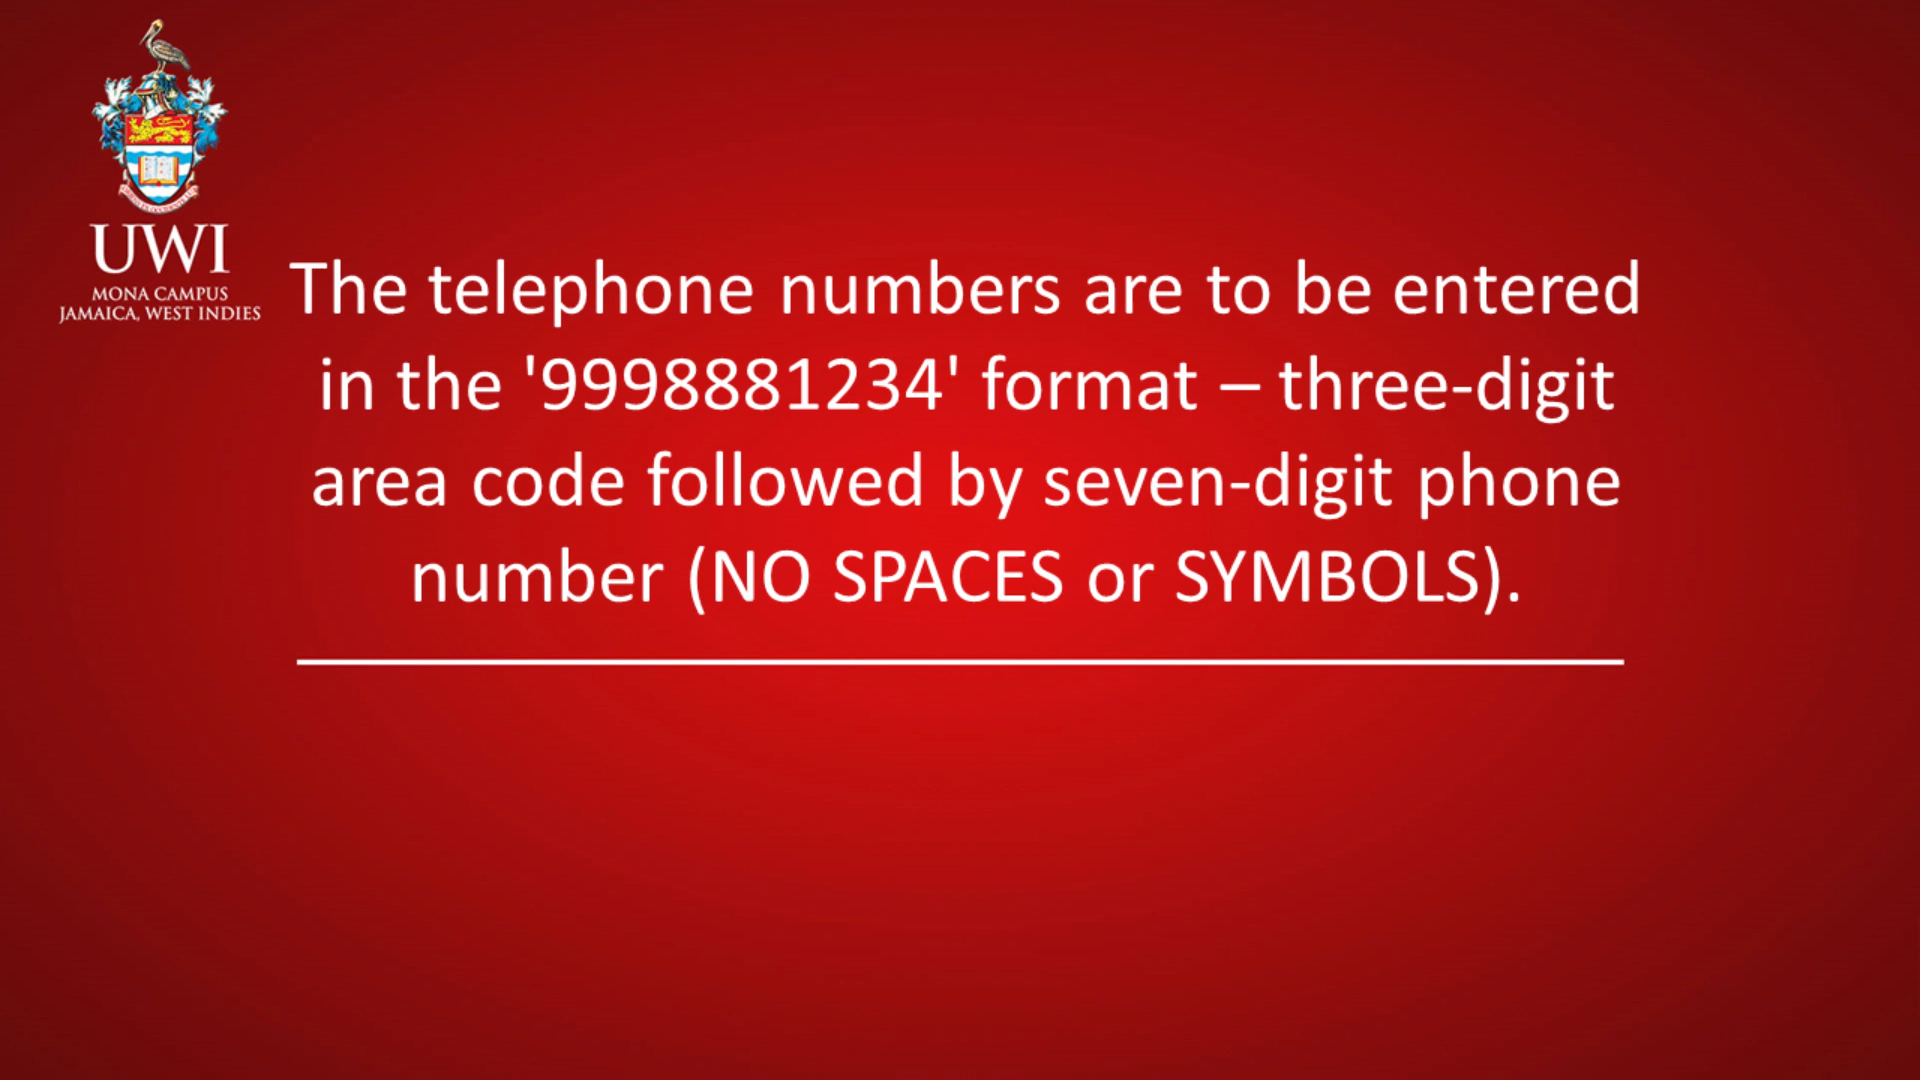 UWI
MONA CAMPUS
JAMAICA, WEST INDIES
The telephone numbers are to be entered
in the '9998881234' format – three-digit
area code followed by seven-digit phone
number (NO SPACES or SYMBOLS).